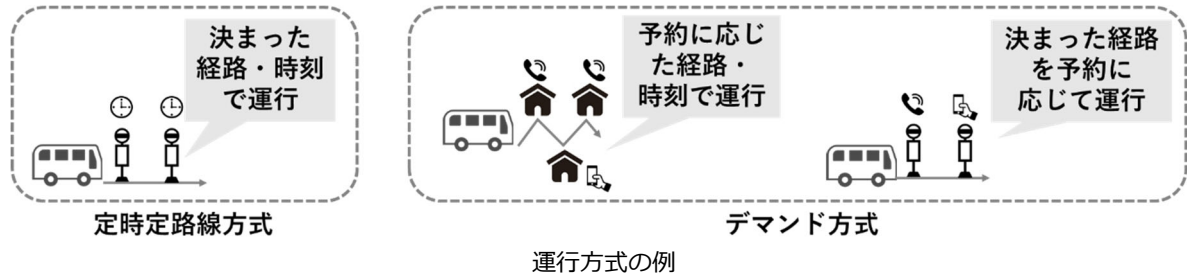 決まった
経路・時刻
で運行
予約に応じ
た経路・
時刻で運行
決まった経路
を予約に
応じて運行
定時定路線方式
デマンド方式
運行方式の例